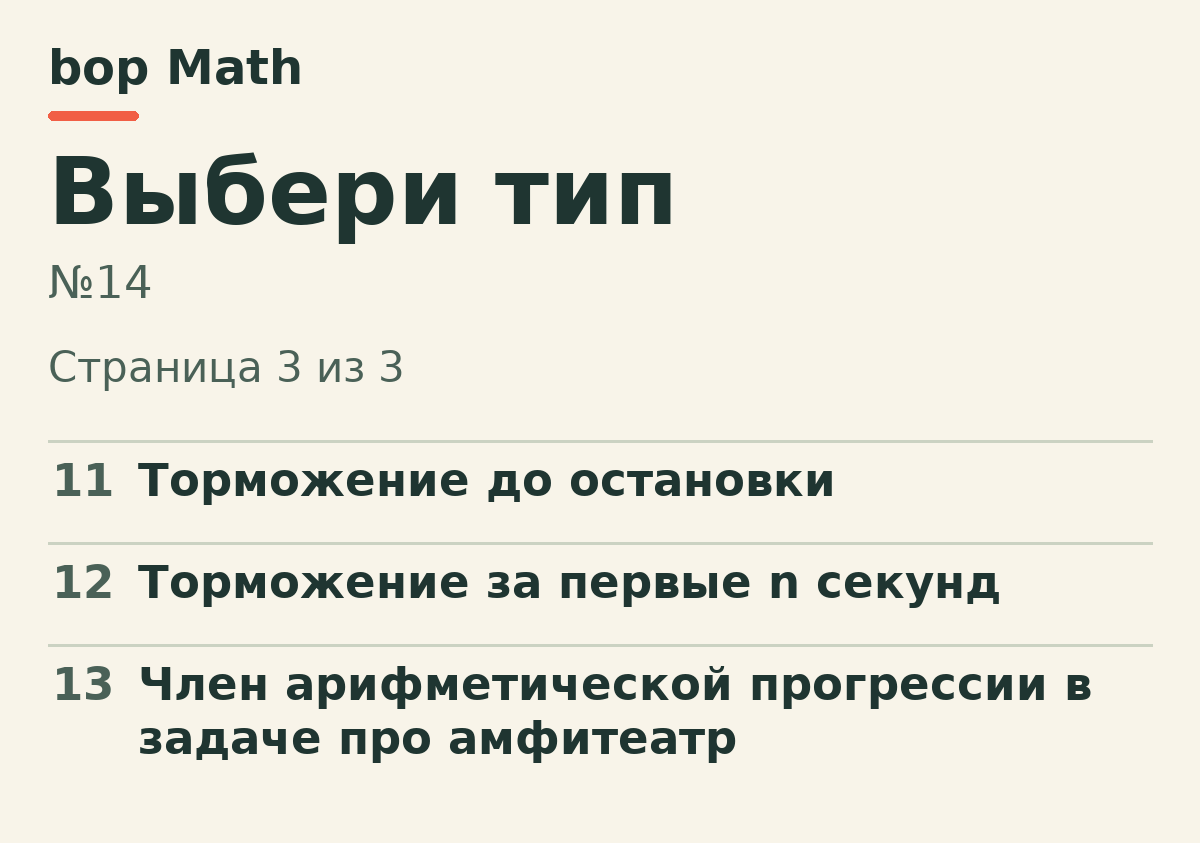 bop Math
Выбери тип
№14
Страница 3 из 3
11 Торможение до остановки
12 Торможение за первые n секунд
13 Член арифметической прогрессии в
задаче про амфитеатр